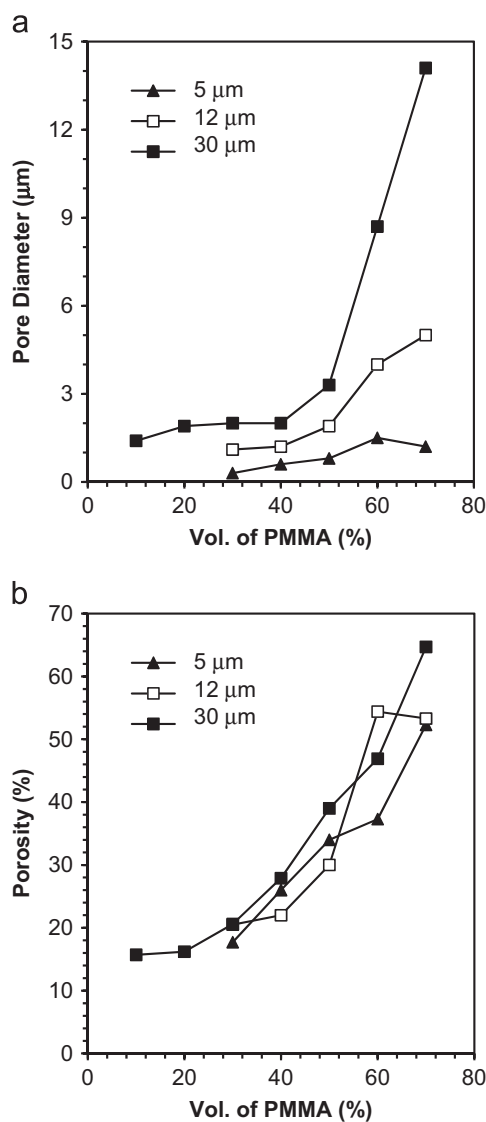 a
15
12
9
6
3
0
Pore Diameter (μm)
5 μm
12 μm
30 μm
0 20 40 60 80
Vol. of PMMA (%)
b
70
60
50
40
30
20
10
0
Porosity (%)
5 μm
12 μm
30 μm
0 20 40 60 80
Vol. of PMMA (%)